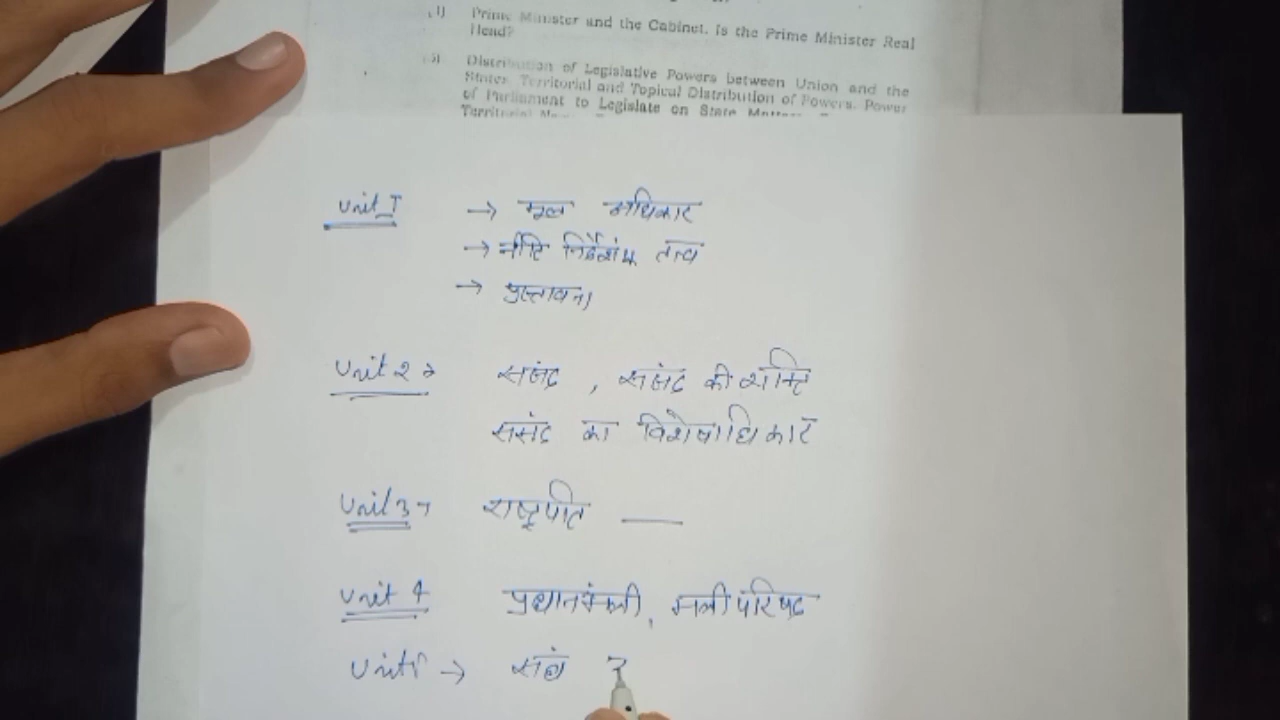 Prime Minister and the Cabinet. Is the Prime Minister Real
Head?
Distribution of Legislative Powers between Union and the
States. Territorial and Topical Distribution of Powers. Power
of Parliament to Legislate on State Matters.
Territorial
Unit I → मूल अधिकार
→ नीति निर्देशक तत्व
→ प्रस्तावना
Unit 2 → संसद, संसद की शक्ति
संसद का विशेषाधिकार
Unit 3 → राष्ट्रपति —
Unit 4 प्रधानमंत्री, मंत्रीपरिषद
Unit 5 → संघ